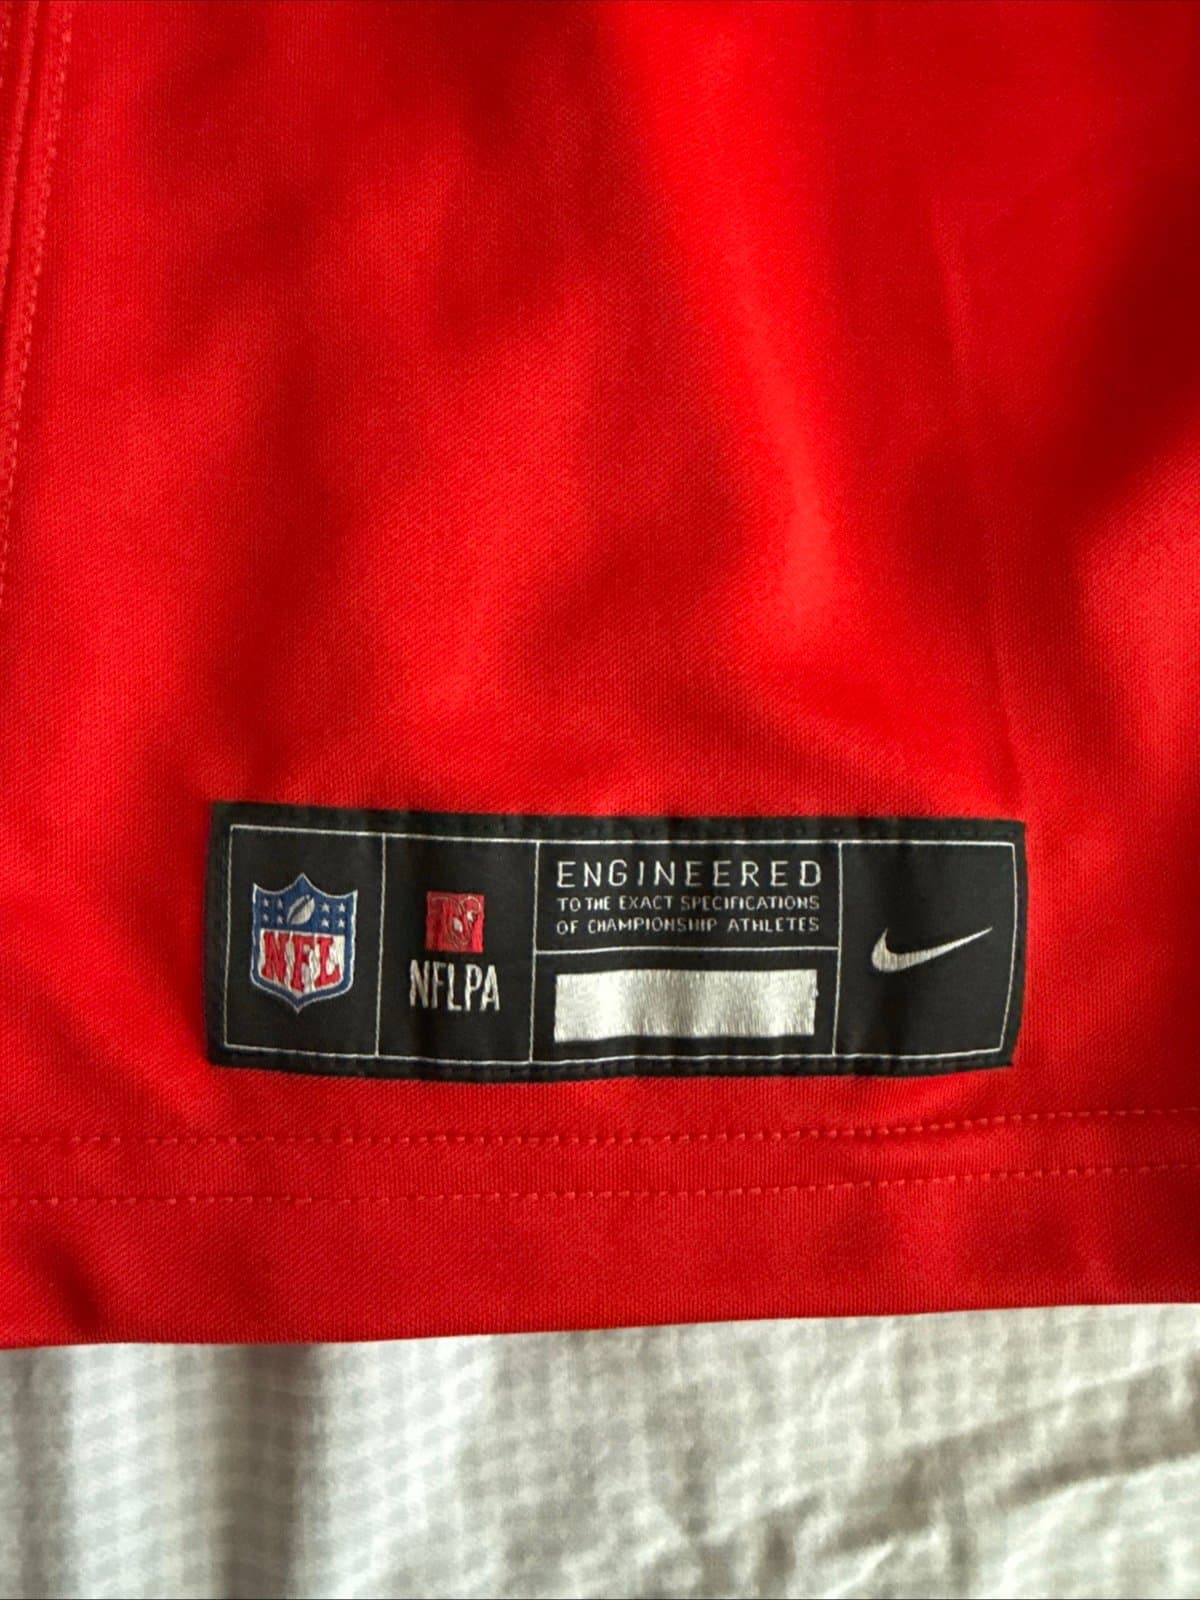 NFL
NFLPA
ENGINEERED
TO THE EXACT SPECIFICATIONS
OF CHAMPIONSHIP ATHLETES